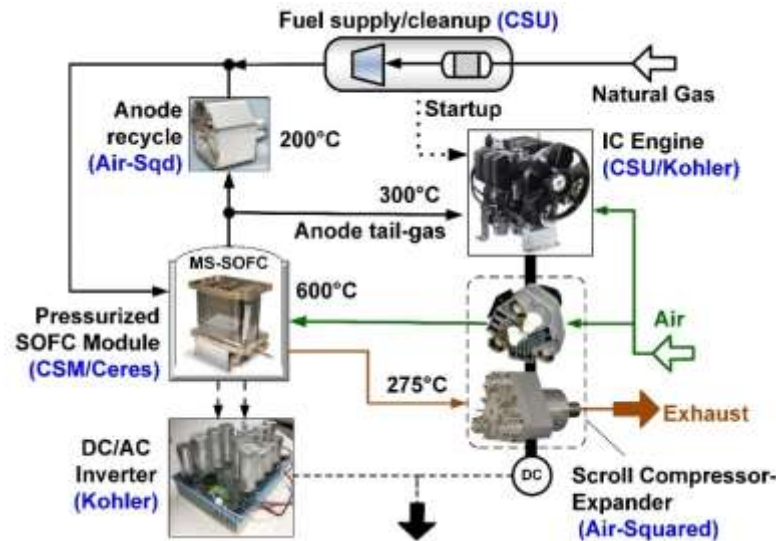 Fuel supply/cleanup (CSU)
Natural Gas
Startup
Anode
recycle
(Air-Sqd)
200°C
IC Engine
(CSU/Kohler)
300°C
Anode tail-gas
MS-SOFC
600°C
Pressurized
SOFC Module
(CSM/Ceres)
Air
275°C
Exhaust
DC/AC
Inverter
(Kohler)
DC
Scroll Compressor-
Expander
(Air-Squared)